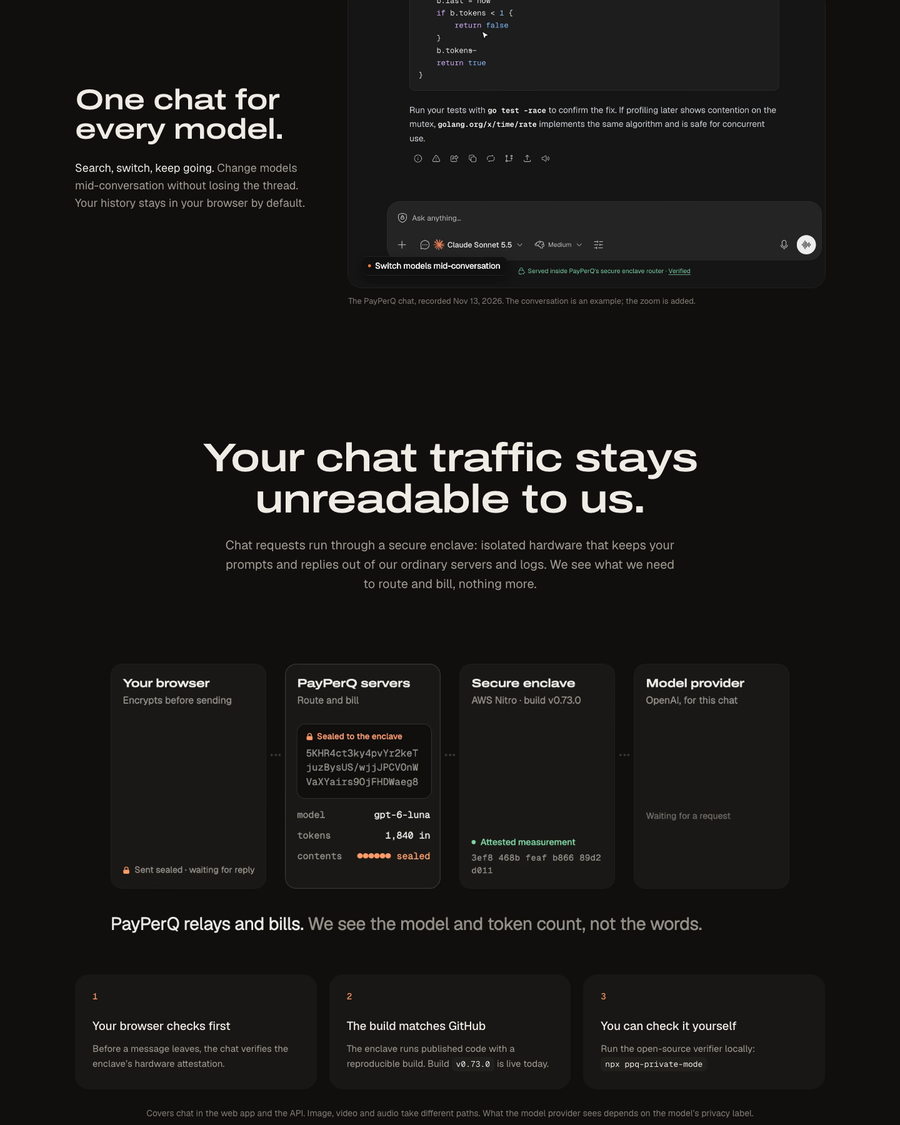 One chat for
every model.
Search, switch, keep going. Change models
mid-conversation without losing the thread.
Your history stays in your browser by default.
b.last = now
if b.tokens < 1 {
return false
}
b.tokens--
return true
}
Run your tests with go test -race to confirm the fix. If profiling later shows contention on the
mutex, golang.org/x/time/rate implements the same algorithm and is safe for concurrent
use.
Ask anything...
Claude Sonnet 5.5
Medium
Switch models mid-conversation
Served inside PayPerQ's secure enclave router · Verified
The PayPerQ chat, recorded Nov 13, 2026. The conversation is an example; the zoom is added.
Your chat traffic stays
unreadable to us.
Chat requests run through a secure enclave: isolated hardware that keeps your
prompts and replies out of our ordinary servers and logs. We see what we need
to route and bill, nothing more.
Your browser
Encrypts before sending
Sent sealed · waiting for reply
PayPerQ servers
Route and bill
Sealed to the enclave
5KHR4ct3ky4pvYr2keT
juzBysUS/wjjJPCVOnW
VaXYairs9OjFHDWaeg8
model gpt-6-luna
tokens 1,840 in
contents ●●●●●● sealed
Secure enclave
AWS Nitro · build v0.73.0
Attested measurement
3ef8 468b feaf b866 89d2
d011
Model provider
OpenAI, for this chat
Waiting for a request
PayPerQ relays and bills. We see the model and token count, not the words.
1
Your browser checks first
Before a message leaves, the chat verifies the
enclave's hardware attestation.
2
The build matches GitHub
The enclave runs published code with a
reproducible build. Build v0.73.0 is live today.
3
You can check it yourself
Run the open-source verifier locally:
npx ppq-private-mode
Covers chat in the web app and the API. Image, video and audio take different paths. What the model provider sees depends on the model's privacy label.